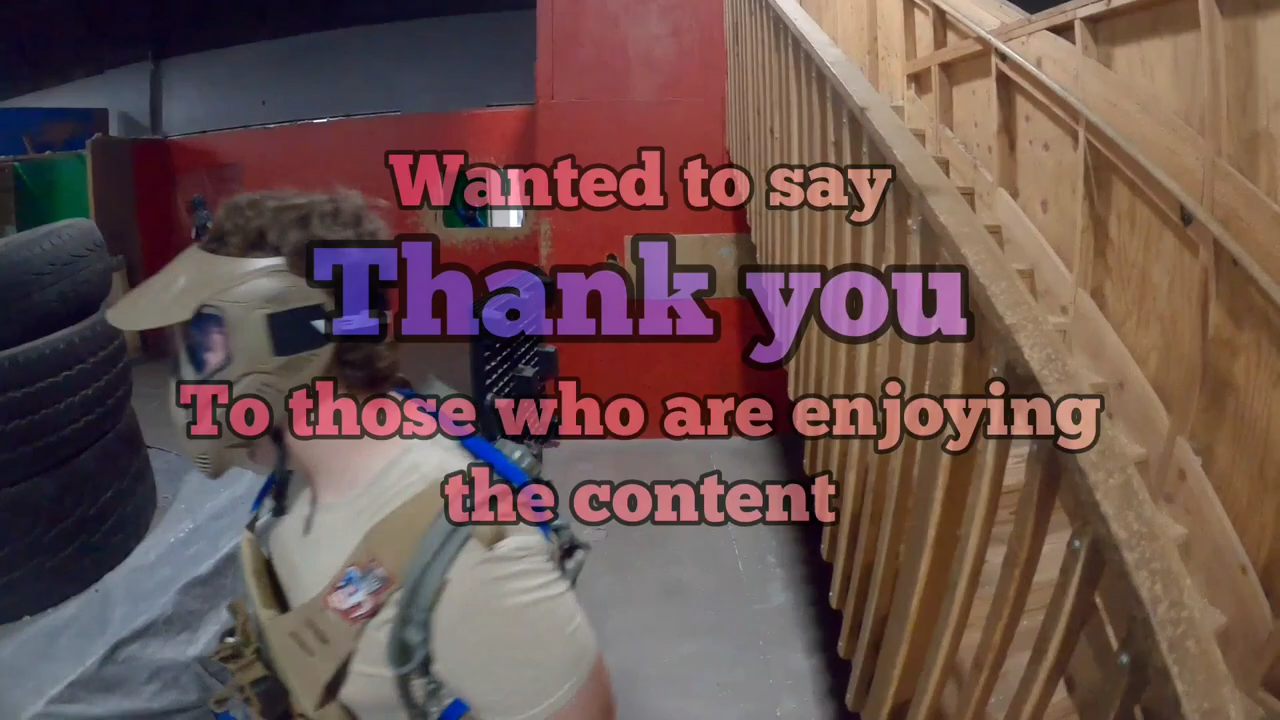 Wanted to say
Thank you
To those who are enjoying
the content